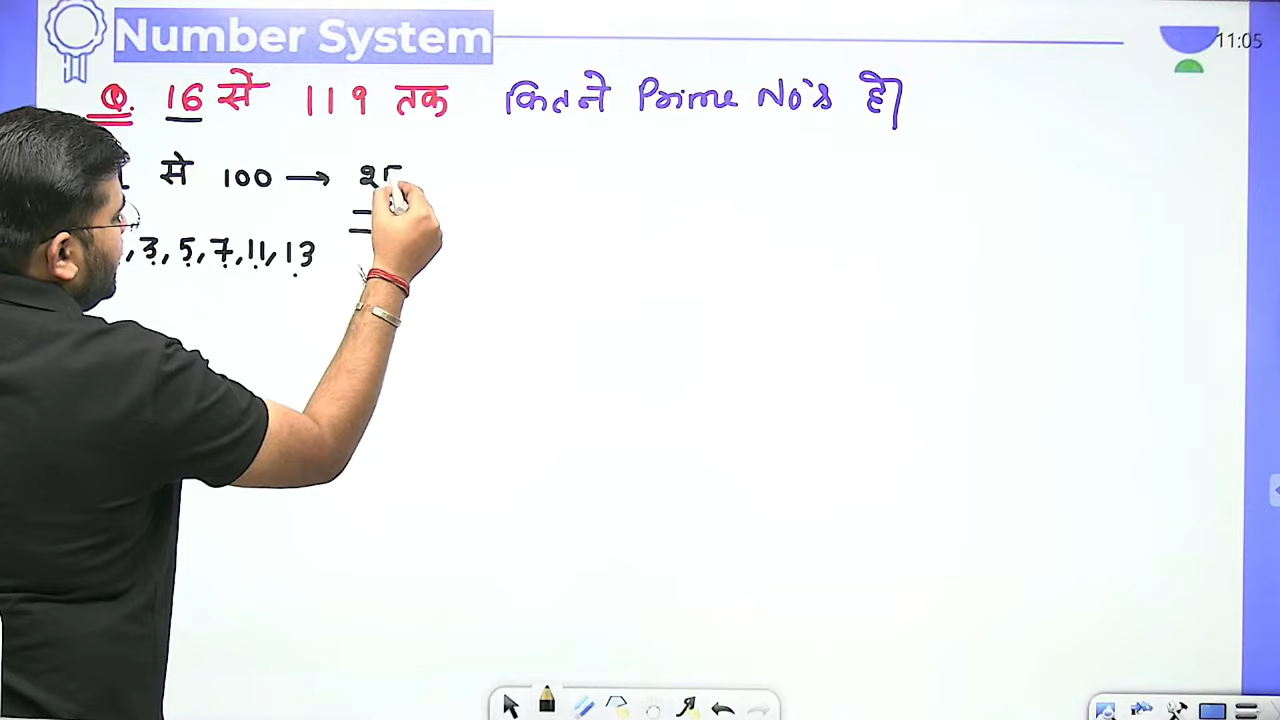 Number System
11:05
Q. 16 से 119 तक कितने Prime No's है?
से 100 → 25
, 3, 5, 7, 11, 13